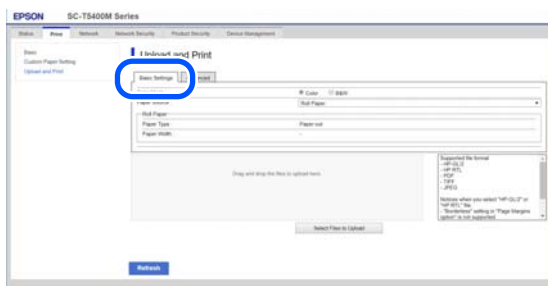 EPSON SC-T5400M Series
Status Print Network Network Security Product Security Device Management
Basic
Custom Paper Setting
Upload and Print
Upload and Print
Basic Settings
Color B&W
Roll Paper
Roll Paper
Paper Type : Paper out
Paper Width : -
Drag and drop the files to upload here.
Supported file format
- HP-GL/2
- HP RTL
- PDF
- TIFF
- JPEG
Notices when you select "HP-GL/2" or
"HP RTL" file
- "Borderless" setting or "Page Margins
option" is not supported
Select Files to Upload
Refresh